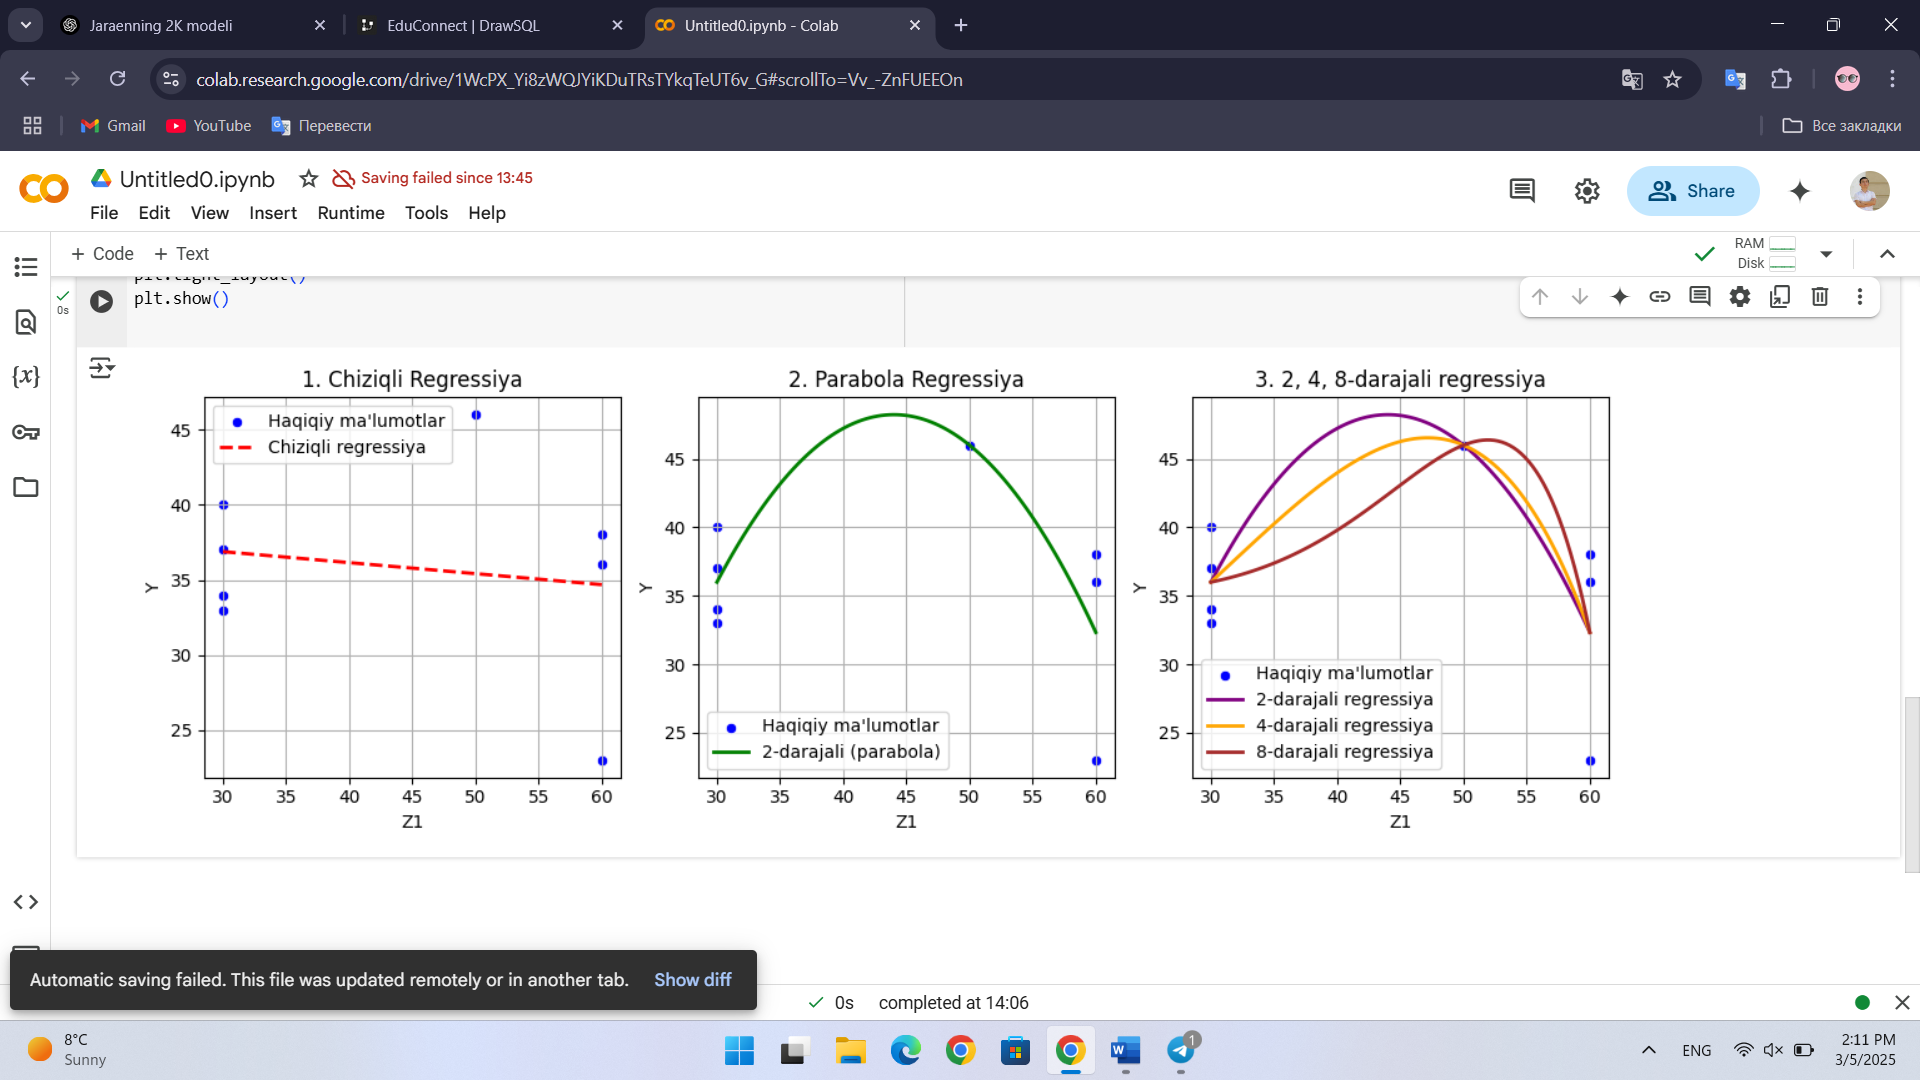 Jaraenning 2K modeli
EduConnect | DrawSQL
Untitled0.ipynb - Colab
colab.research.google.com/drive/1WcPX_Yi8zWQJYiKDuTRsTYkqTeUT6v_G#scrollTo=Vv_-ZnFUEEOn
Gmail
YouTube
Перевести
Все закладки
Untitled0.ipynb
Saving failed since 13:45
File Edit View Insert Runtime Tools Help
Share
+ Code + Text
RAM
Disk
plt.tight_layout()
plt.show()
0s
{x}
1. Chiziqli Regressiya
Haqiqiy ma'lumotlar
Chiziqli regressiya
45
40
35
30
25
Y
30 35 40 45 50 55 60
Z1
2. Parabola Regressiya
45
40
35
30
25
Y
Haqiqiy ma'lumotlar
2-darajali (parabola)
30 35 40 45 50 55 60
Z1
3. 2, 4, 8-darajali regressiya
45
40
35
30
25
Y
Haqiqiy ma'lumotlar
2-darajali regressiya
4-darajali regressiya
8-darajali regressiya
30 35 40 45 50 55 60
Z1
Automatic saving failed. This file was updated remotely or in another tab. Show diff
0s completed at 14:06
8°C
Sunny
W
1
ENG
2:11 PM
3/5/2025